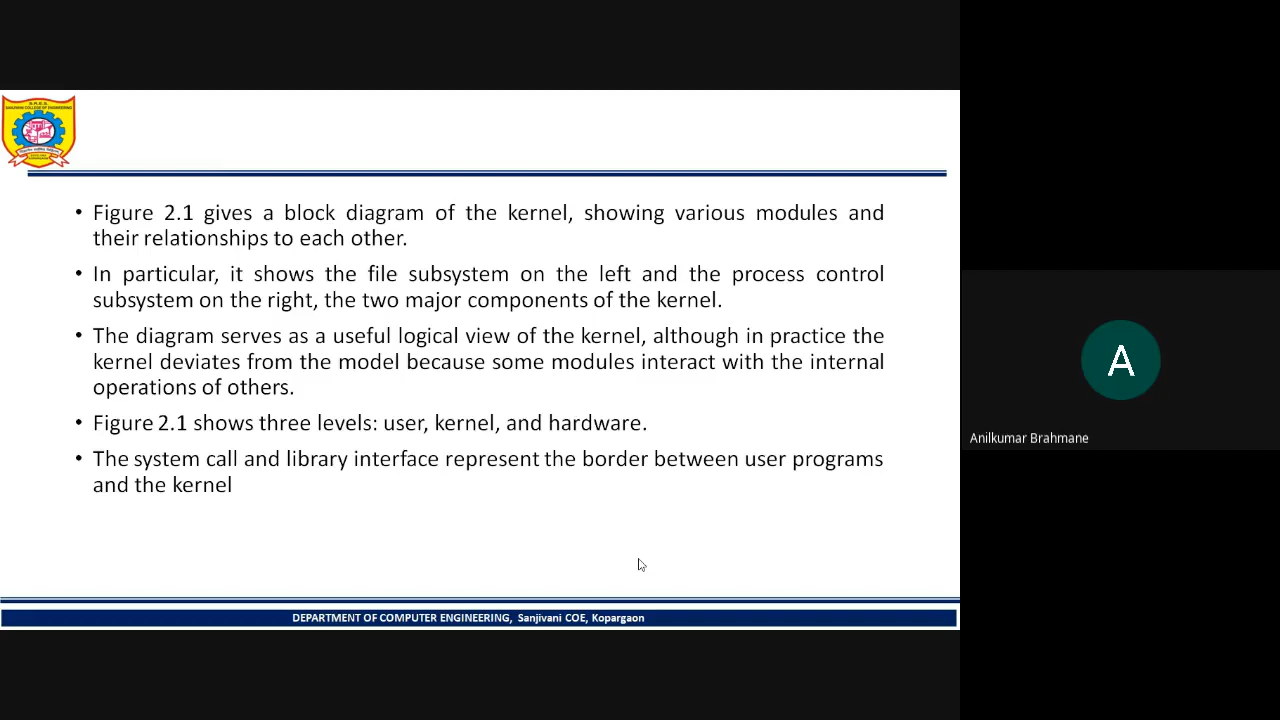 • Figure 2.1 gives a block diagram of the kernel, showing various modules and
their relationships to each other.
• In particular, it shows the file subsystem on the left and the process control
subsystem on the right, the two major components of the kernel.
• The diagram serves as a useful logical view of the kernel, although in practice the
kernel deviates from the model because some modules interact with the internal
operations of others.
• Figure 2.1 shows three levels: user, kernel, and hardware.
• The system call and library interface represent the border between user programs
and the kernel
DEPARTMENT OF COMPUTER ENGINEERING, Sanjivani COE, Kopargaon
A
Anilkumar Brahmane